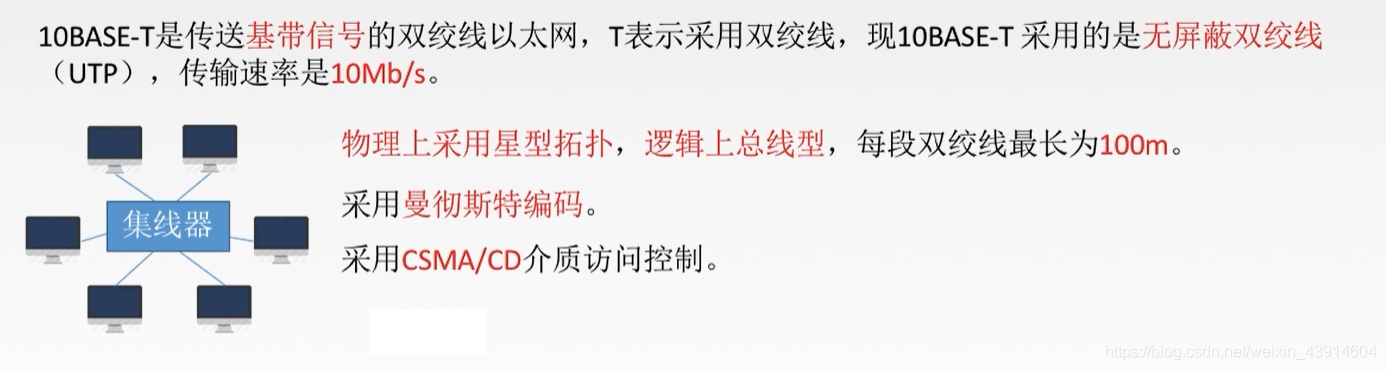 10BASE-T是传送基带信号的双绞线以太网，T表示采用双绞线，现10BASE-T 采用的是无屏蔽双绞线
（UTP），传输速率是10Mb/s。
物理上采用星型拓扑，逻辑上总线型，每段双绞线最长为100m。
采用曼彻斯特编码。
集线器
采用CSMA/CD介质访问控制。
https://blog.csdn.net/weixin_43914604